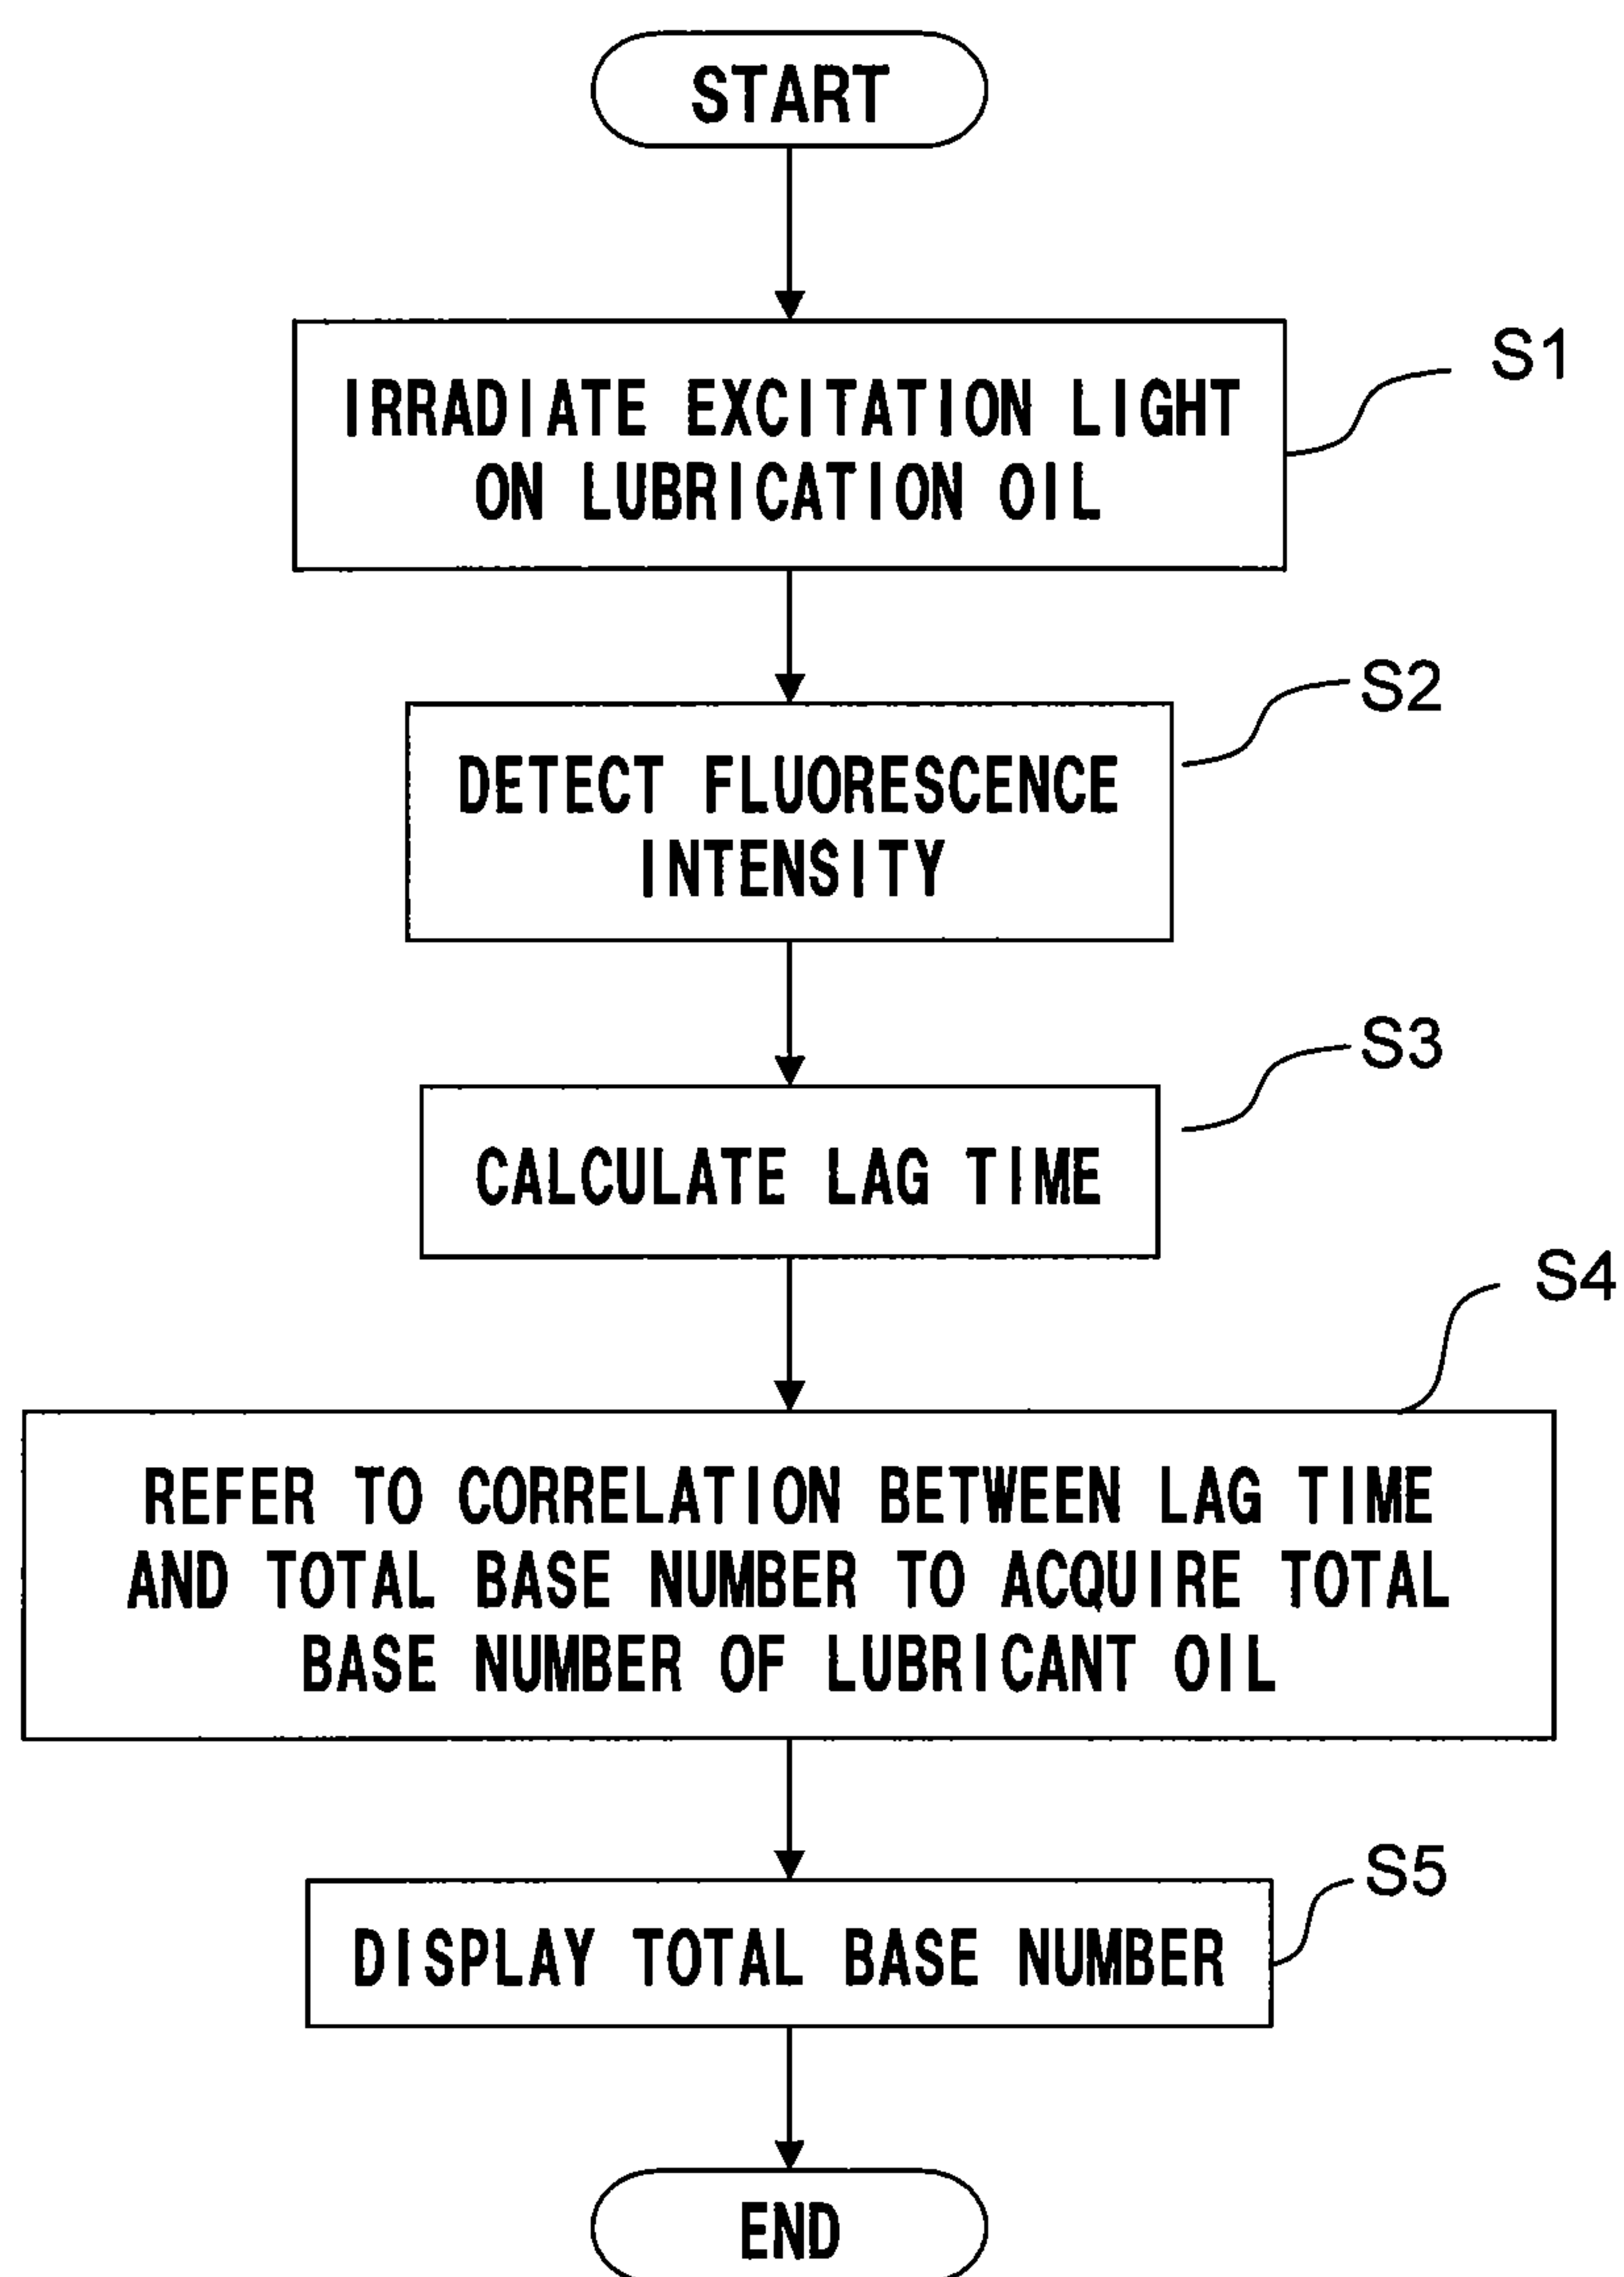 START
S1
IRRADIATE EXCITATION LIGHT
ON LUBRICATION OIL
S2
DETECT FLUORESCENCE
INTENSITY
S3
CALCULATE LAG TIME
S4
REFER TO CORRELATION BETWEEN LAG TIME
AND TOTAL BASE NUMBER TO ACQUIRE TOTAL
BASE NUMBER OF LUBRICANT OIL
S5
DISPLAY TOTAL BASE NUMBER
END